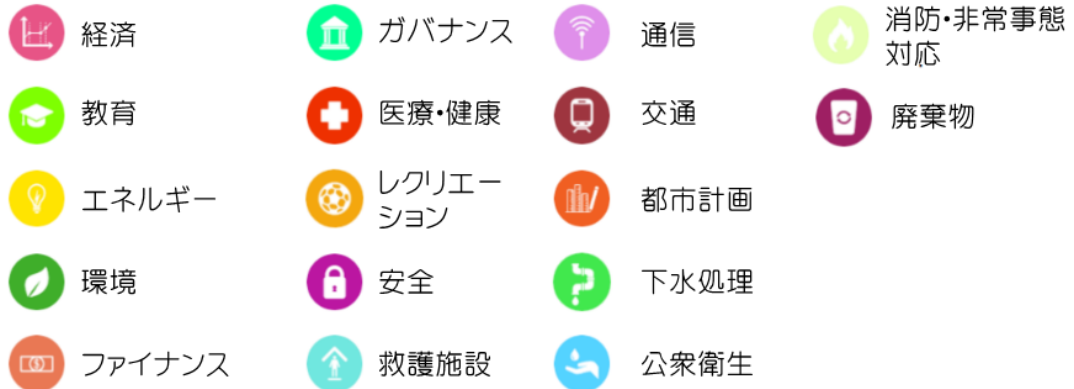 経済
教育
エネルギー
環境
ファイナンス
ガバナンス
医療・健康
レクリエー
ション
安全
救護施設
通信
交通
都市計画
下水処理
公衆衛生
消防・非常事態
対応
廃棄物